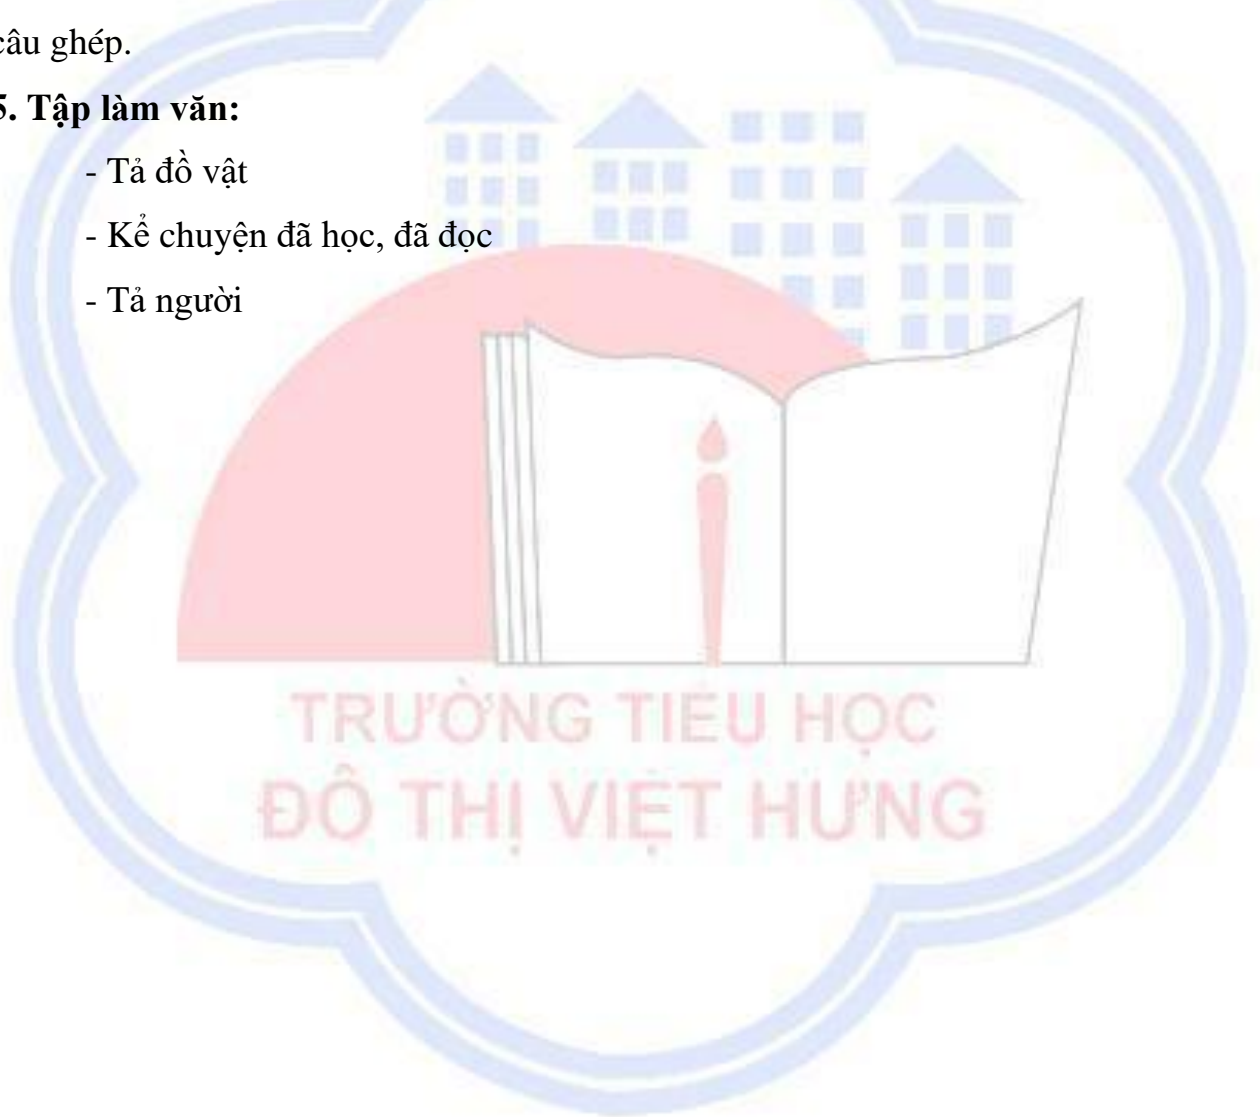 câu ghép.
5. Tập làm văn:
- Tả đồ vật
- Kể chuyện đã học, đã đọc
- Tả người
TRƯỜNG TIỂU HỌC
ĐÔ THỊ VIỆT HƯNG